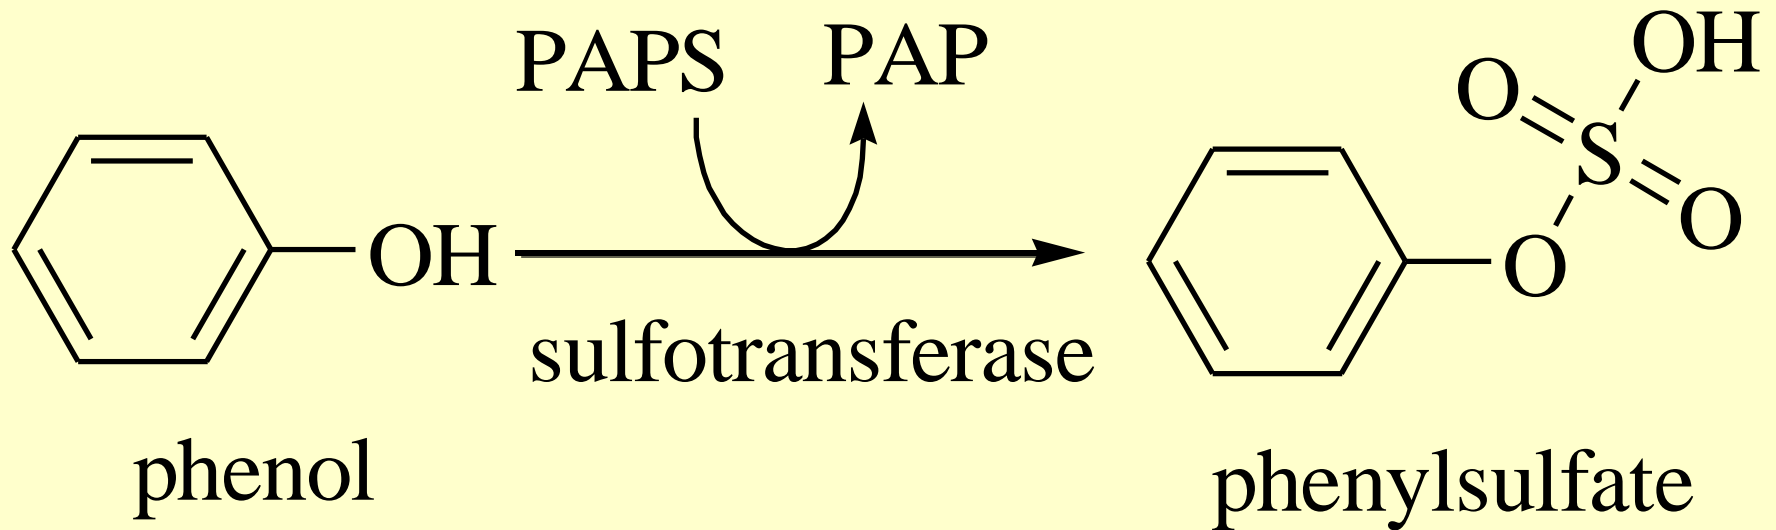 PAPS PAP
OH
sulfotransferase
phenol
OH
O
S
O
O
phenylsulfate